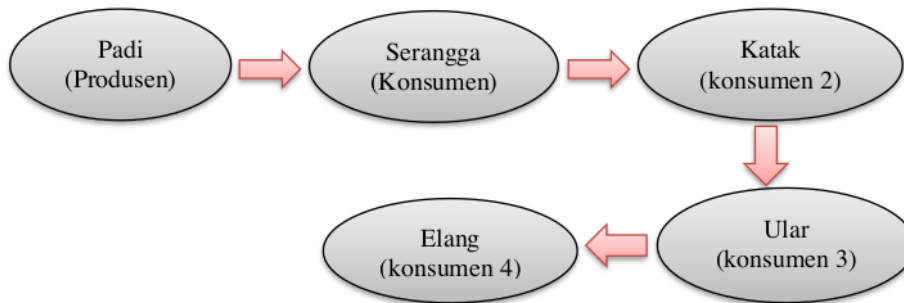 Padi
(Produsen)
Serangga
(Konsumen)
Katak
(konsumen 2)
Ular
(konsumen 3)
Elang
(konsumen 4)